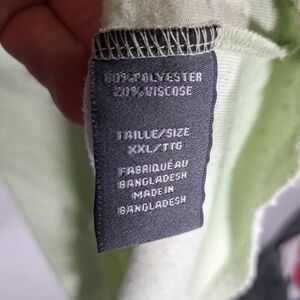 80% POLYESTER
20% VISCOSE
TAILLE/SIZE
XXL/TTG
FABRIQUÉ AU
BANGLADESH
MADE IN
BANGLADESH